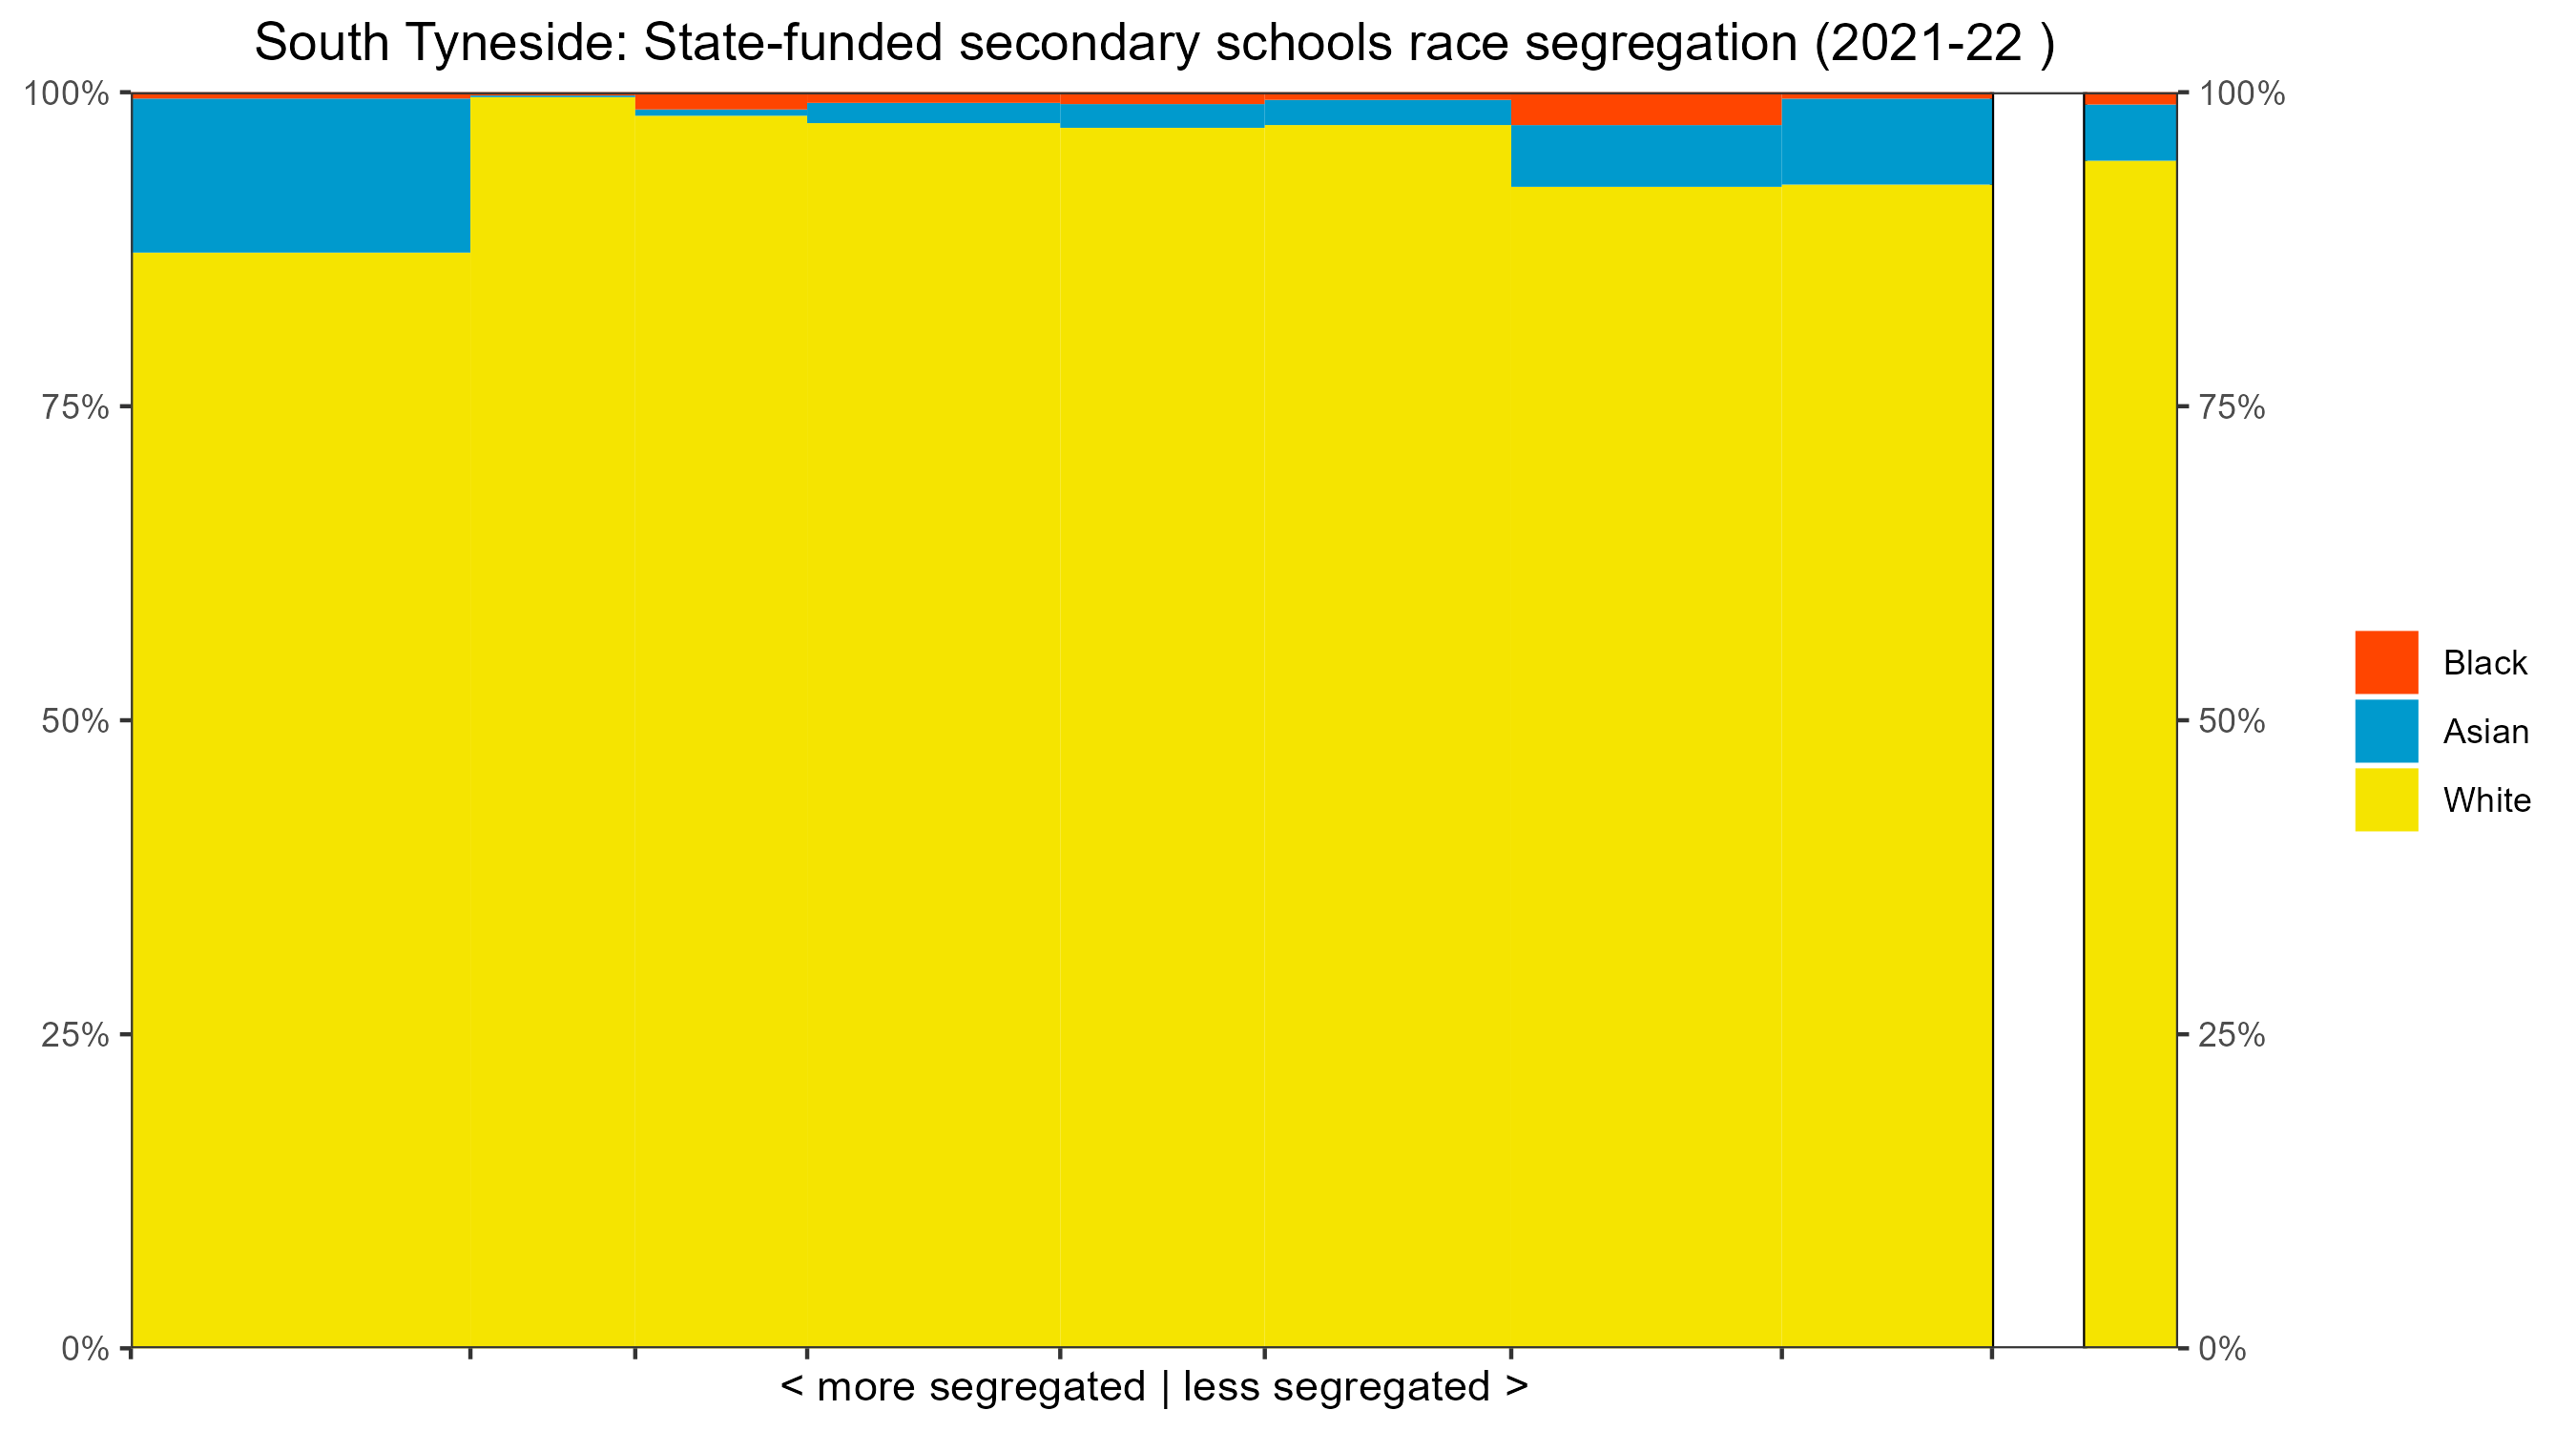 South Tyneside: State-funded secondary schools race segregation (2021-22 )
100%
75%
50%
25%
0%
100%
75%
50%
25%
0%
Black
Asian
White
< more segregated | less segregated >